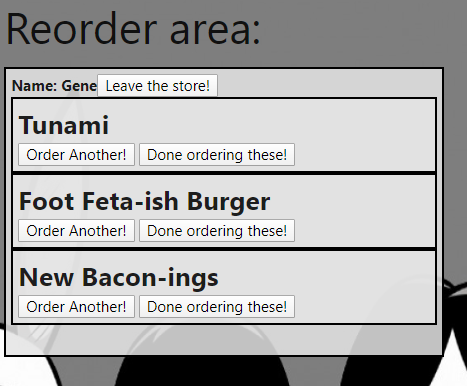 Reorder area:
Name: Gene Leave the store!
Tunami
Order Another! Done ordering these!
Foot Feta-ish Burger
Order Another! Done ordering these!
New Bacon-ings
Order Another! Done ordering these!